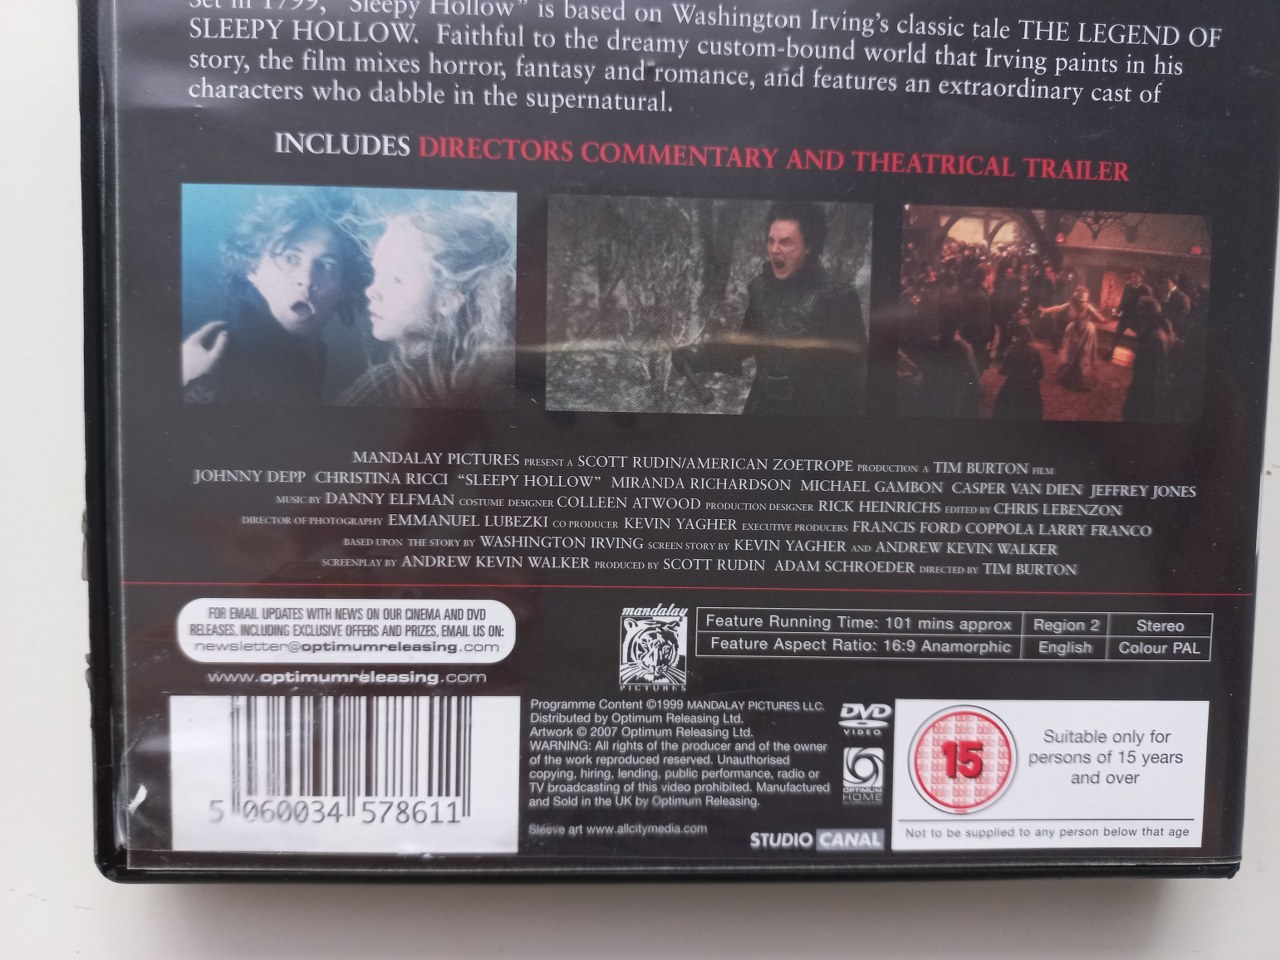 Set in 1799, "Sleepy Hollow" is based on Washington Irving's classic tale THE LEGEND OF
SLEEPY HOLLOW. Faithful to the dreamy custom-bound world that Irving paints in his
story, the film mixes horror, fantasy and romance, and features an extraordinary cast of
characters who dabble in the supernatural.
INCLUDES DIRECTORS COMMENTARY AND THEATRICAL TRAILER
MANDALAY PICTURES PRESENT A SCOTT RUDIN/AMERICAN ZOETROPE PRODUCTION A TIM BURTON FILM
JOHNNY DEPP CHRISTINA RICCI "SLEEPY HOLLOW" MIRANDA RICHARDSON MICHAEL GAMBON CASPER VAN DIEN JEFFREY JONES
MUSIC BY DANNY ELFMAN COSTUME DESIGNER COLLEEN ATWOOD PRODUCTION DESIGNER RICK HEINRICHS EDITED BY CHRIS LEBENZON
DIRECTOR OF PHOTOGRAPHY EMMANUEL LUBEZKI CO PRODUCER KEVIN YAGHER EXECUTIVE PRODUCERS FRANCIS FORD COPPOLA LARRY FRANCO
BASED UPON THE STORY BY WASHINGTON IRVING SCREEN STORY BY KEVIN YAGHER AND ANDREW KEVIN WALKER
SCREENPLAY BY ANDREW KEVIN WALKER PRODUCED BY SCOTT RUDIN ADAM SCHROEDER DIRECTED BY TIM BURTON
FOR EMAIL UPDATES WITH NEWS ON OUR CINEMA AND DVD
RELEASES, INCLUDING EXCLUSIVE OFFERS AND PRIZES, EMAIL US ON:
newsletter@optimumreleasing.com
www.optimumreleasing.com
mandalay
PICTURES
Feature Running Time: 101 mins approx Region 2 Stereo
Feature Aspect Ratio: 16:9 Anamorphic English Colour PAL
5 060034 578611
Programme Content ©1999 MANDALAY PICTURES LLC.
Distributed by Optimum Releasing Ltd.
Artwork © 2007 Optimum Releasing Ltd.
WARNING: All rights of the producer and of the owner
of the work reproduced reserved. Unauthorised
copying, hiring, lending, public performance, radio or
TV broadcasting of this video prohibited. Manufactured
and Sold in the UK by Optimum Releasing.
Sleeve art www.allcitymedia.com
DVD
VIDEO
OPTIMUM
HOME
STUDIO CANAL
15
Suitable only for
persons of 15 years
and over
Not to be supplied to any person below that age